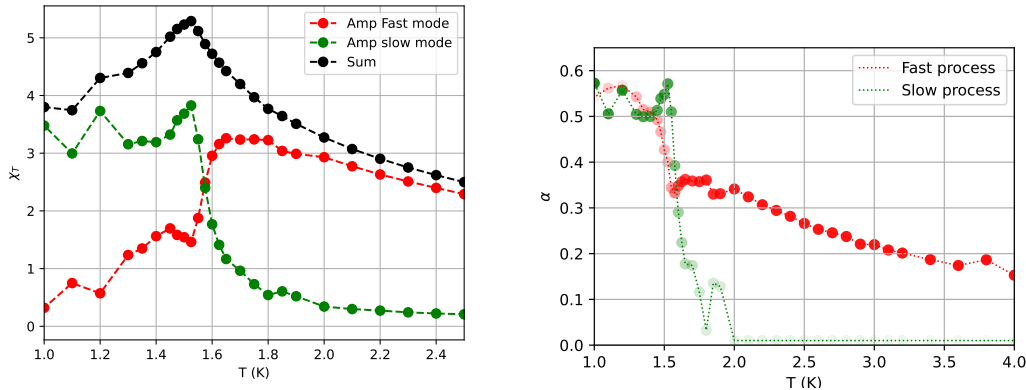 Amp Fast mode
Amp slow mode
Sum
χT
5
4
3
2
1
0
1.0 1.2 1.4 1.6 1.8 2.0 2.2 2.4
T (K)
Fast process
Slow process
α
0.6
0.5
0.4
0.3
0.2
0.1
0.0
1.0 1.5 2.0 2.5 3.0 3.5 4.0
T (K)